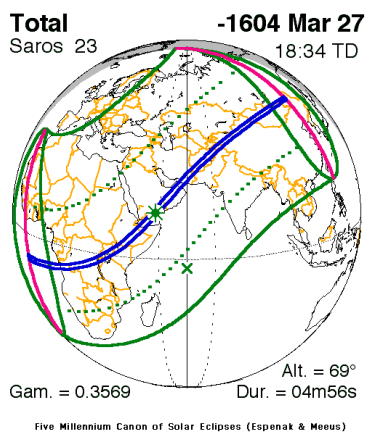 Total -1604 Mar 27
Saros 23 18:34 TD
Alt. = 69°
Gam. = 0.3569 Dur. = 04m56s
Five Millennium Canon of Solar Eclipses (Espenak & Meeus)